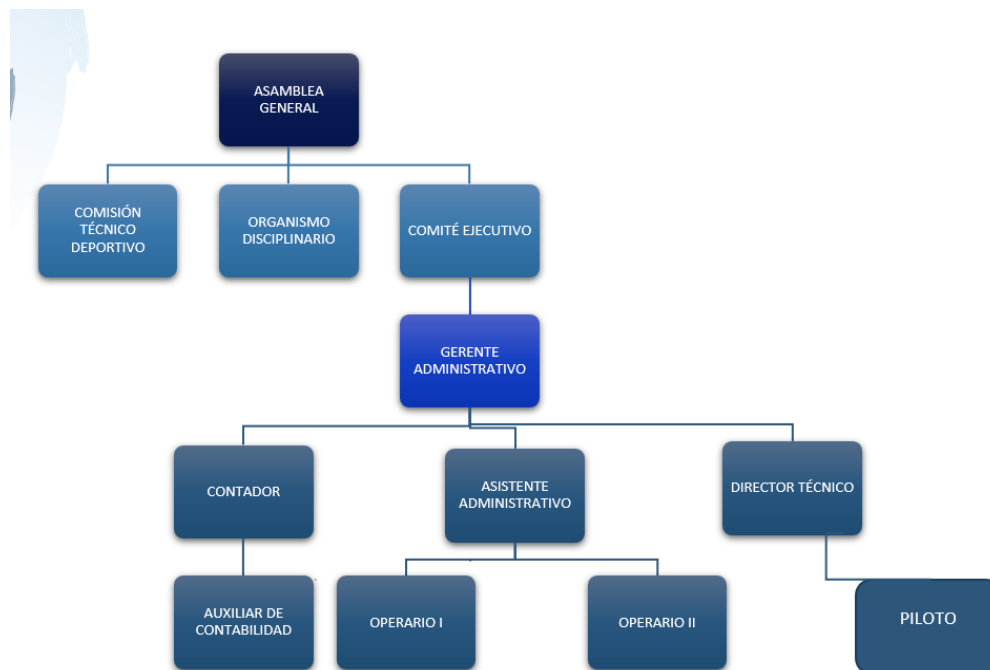 ASAMBLEA
GENERAL
COMISIÓN
TÉCNICO
DEPORTIVO
ORGANISMO
DISCIPLINARIO
COMITÉ EJECUTIVO
GERENTE
ADMINISTRATIVO
CONTADOR
ASISTENTE
ADMINISTRATIVO
DIRECTOR TÉCNICO
AUXILIAR DE
CONTABILIDAD
OPERARIO I
OPERARIO II
PILOTO